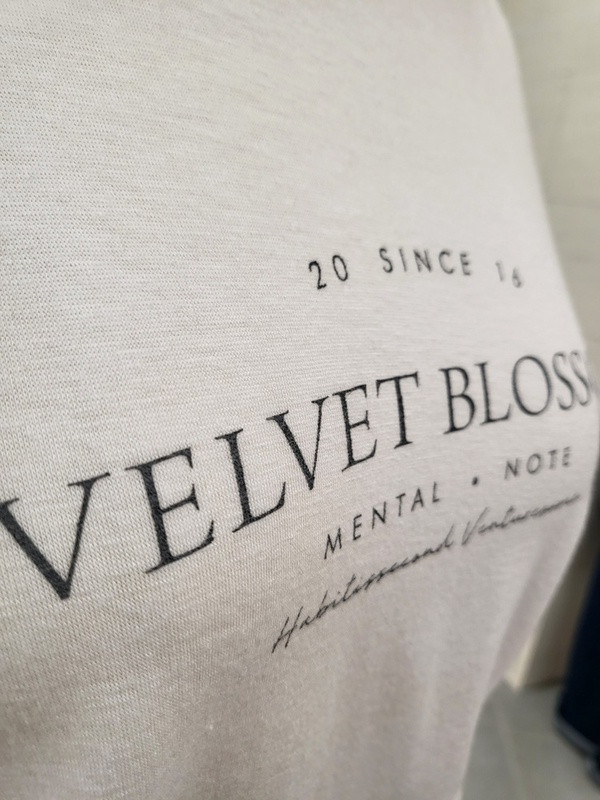 20 SINCE 16
VELVET BLOSS
MENTAL • NOTE